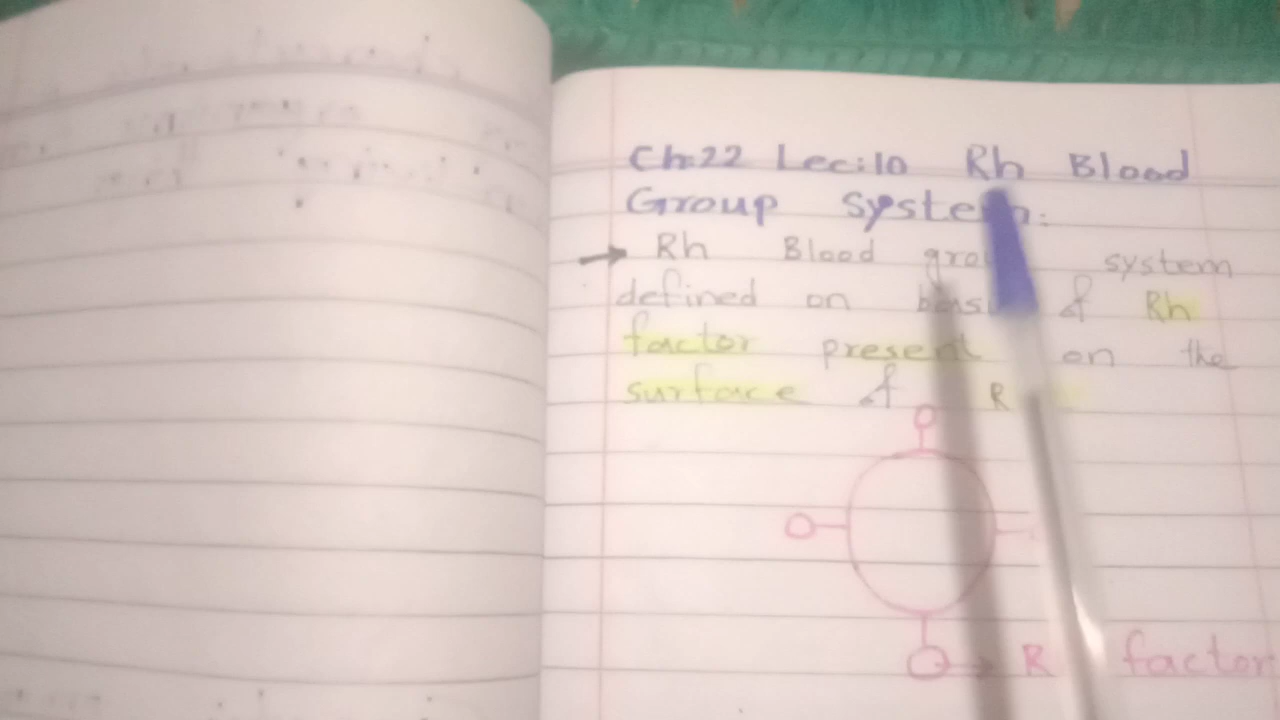 Ch:22 Lec:10 Rh Blood
Group System:
→ Rh Blood system
defined on & Rh
factor present on the
surface & R
R factor